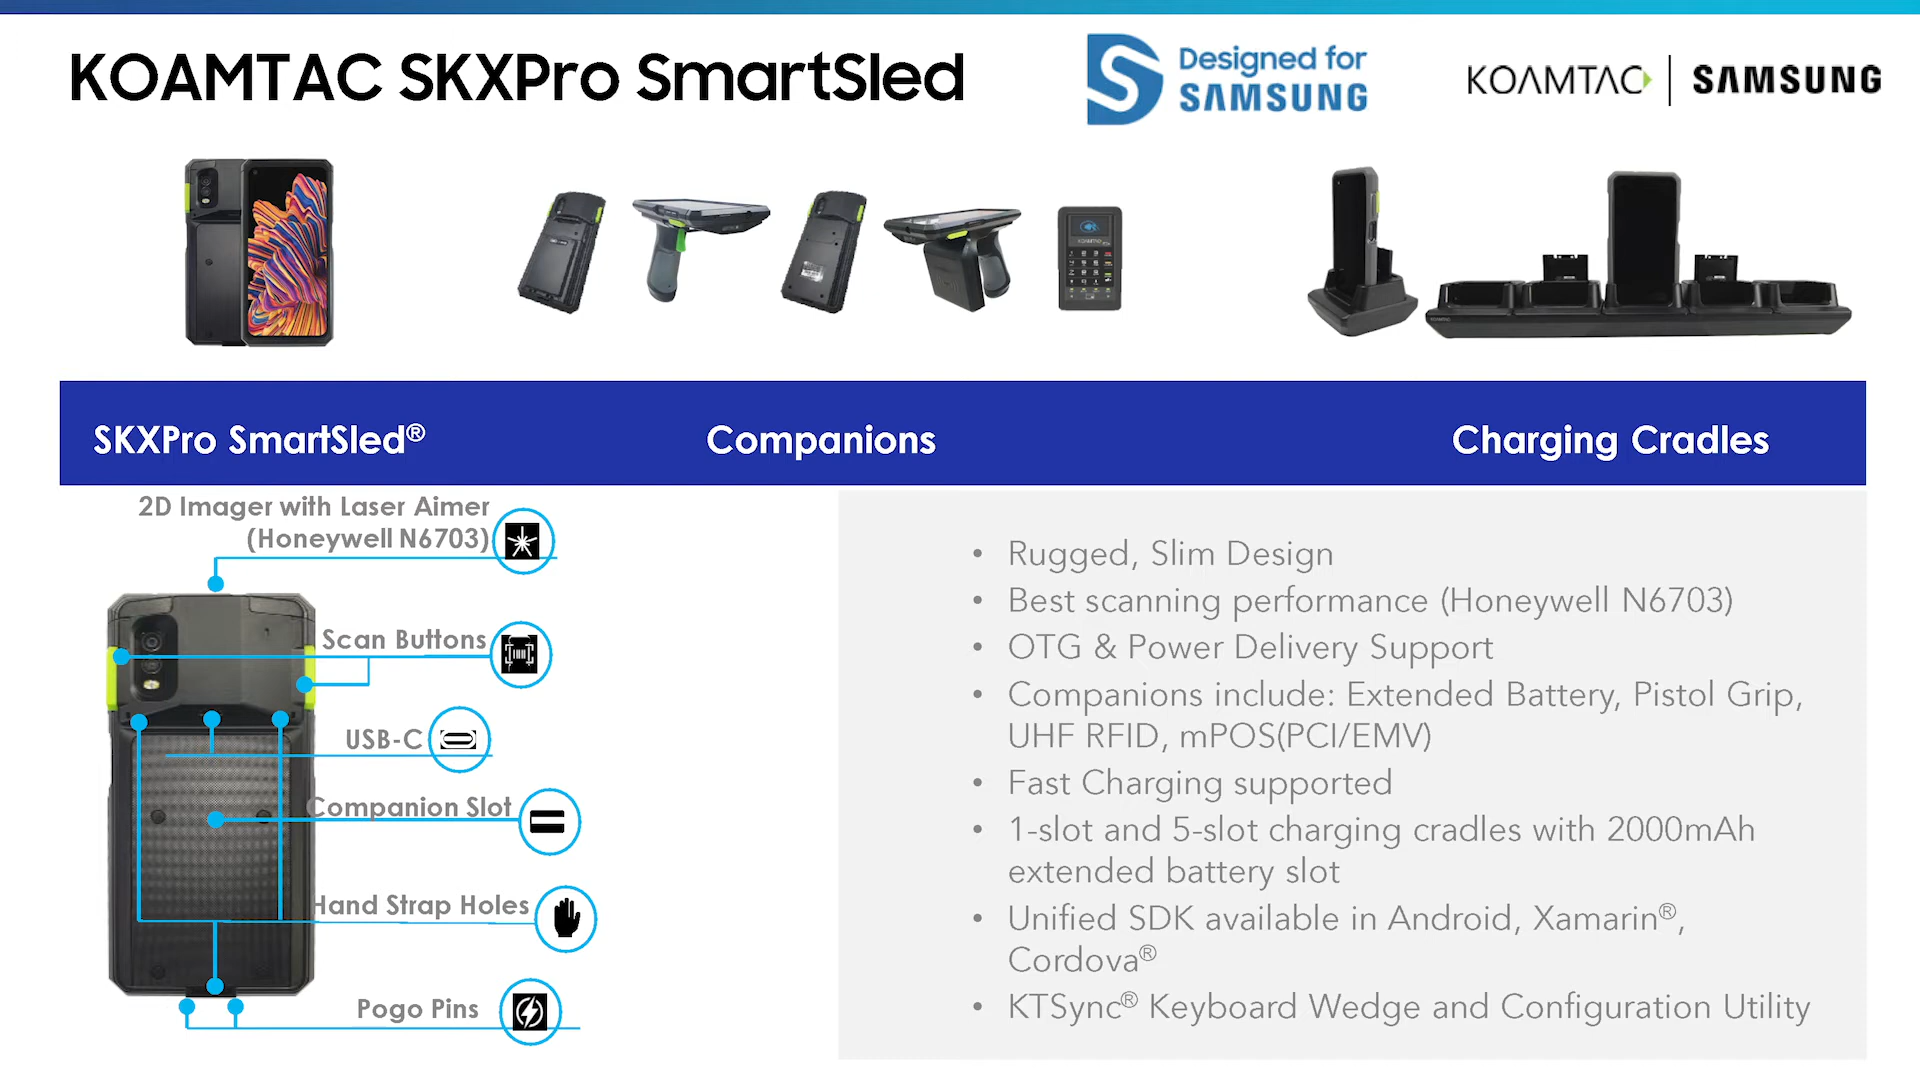 KOAMTAC SKXPro SmartSled
Designed for
SAMSUNG
KOAMTAC
SAMSUNG
SKXPro SmartSled®
Companions
Charging Cradles
2D Imager with Laser Aimer
(Honeywell N6703)
Scan Buttons
USB-C
Companion Slot
Hand Strap Holes
Pogo Pins
• Rugged, Slim Design
• Best scanning performance (Honeywell N6703)
• OTG & Power Delivery Support
• Companions include: Extended Battery, Pistol Grip,
UHF RFID, mPOS(PCI/EMV)
• Fast Charging supported
• 1-slot and 5-slot charging cradles with 2000mAh
extended battery slot
• Unified SDK available in Android, Xamarin®,
Cordova®
• KTSync® Keyboard Wedge and Configuration Utility